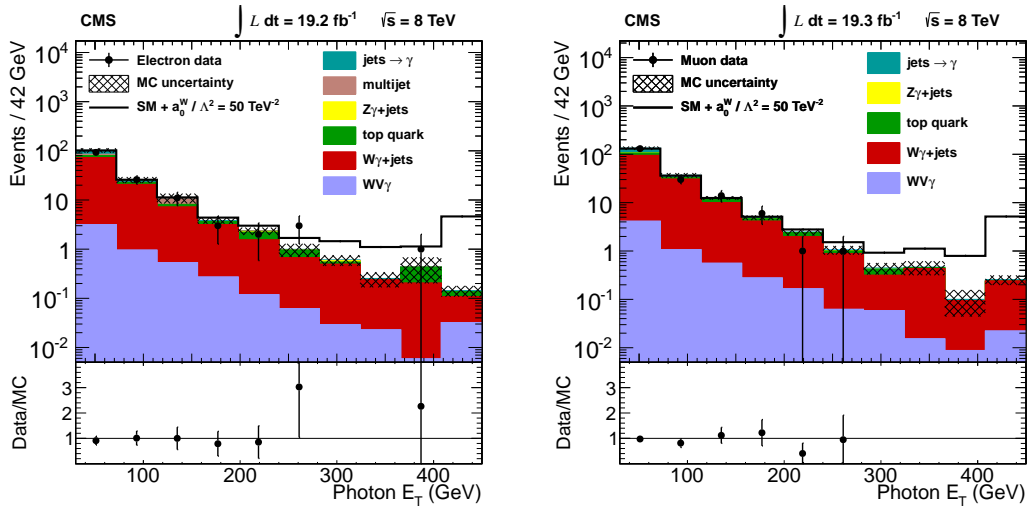 CMS
∫ L dt = 19.2 fb⁻¹ √s = 8 TeV
Events / 42 GeV
10⁴
10³
10²
10
1
10⁻¹
10⁻²
Electron data
MC uncertainty
SM + a₀ᵂ / Λ² = 50 TeV⁻²
jets → γ
multijet
Zγ+jets
top quark
Wγ+jets
WVγ
Data/MC
3
2
1
100 200 300 400
Photon E_T (GeV)
CMS
∫ L dt = 19.3 fb⁻¹ √s = 8 TeV
Events / 42 GeV
10⁴
10³
10²
10
1
10⁻¹
10⁻²
Muon data
MC uncertainty
SM + a₀ᵂ / Λ² = 50 TeV⁻²
jets → γ
Zγ+jets
top quark
Wγ+jets
WVγ
Data/MC
3
2
1
100 200 300 400
Photon E_T (GeV)